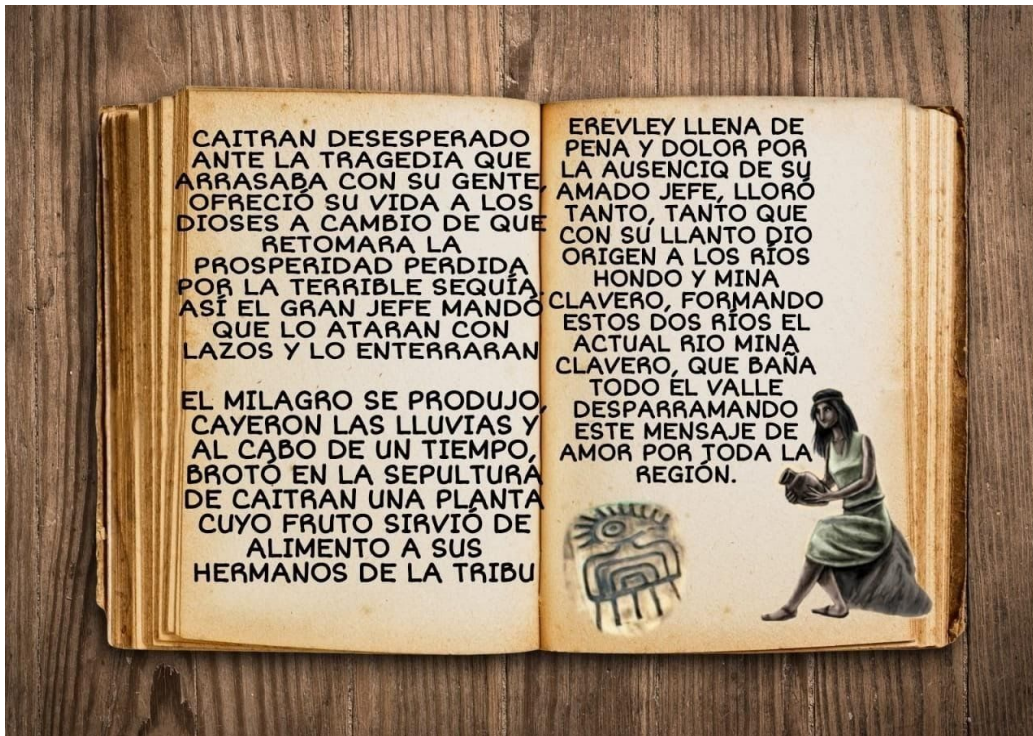 CAITRAN DESESPERADO
ANTE LA TRAGEDIA QUE
ARRASABA CON SU GENTE,
OFRECIÓ SU VIDA A LOS
DIOSES A CAMBIO DE QUE
RETOMARA LA
PROSPERIDAD PERDIDA
POR LA TERRIBLE SEQUÍA.
ASÍ EL GRAN JEFE MANDÓ
QUE LO ATARAN CON
LAZOS Y LO ENTERRARAN
EL MILAGRO SE PRODUJO,
CAYERON LAS LLUVIAS Y
AL CABO DE UN TIEMPO,
BROTÓ EN LA SEPULTURA
DE CAITRAN UNA PLANTA
CUYO FRUTO SIRVIÓ DE
ALIMENTO A SUS
HERMANOS DE LA TRIBU
EREVLEY LLENA DE
PENA Y DOLOR POR
LA AUSENCIQ DE SU
AMADO JEFE, LLORÓ
TANTO, TANTO QUE
CON SU LLANTO DIO
ORIGEN A LOS RÍOS
HONDO Y MINA
CLAVERO, FORMANDO
ESTOS DOS RÍOS EL
ACTUAL RIO MINA
CLAVERO, QUE BAÑA
TODO EL VALLE
DESPARRAMANDO
ESTE MENSAJE DE
AMOR POR TODA LA
REGIÓN.